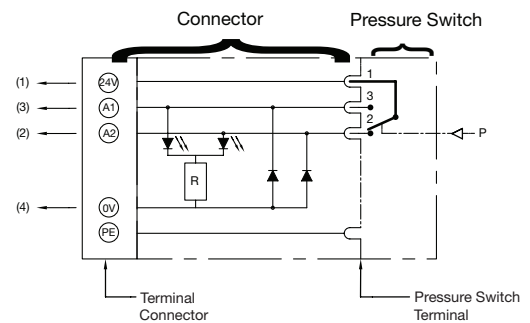 Connector
Pressure Switch
(1)
24V
1
(3)
A1
3
(2)
A2
2
P
R
(4)
0V
PE
Terminal
Connector
Pressure Switch
Terminal